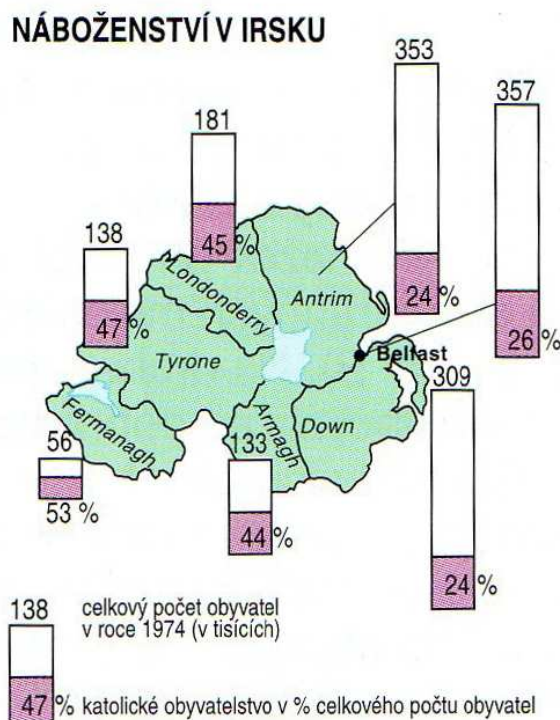 NÁBOŽENSTVÍ V IRSKU
353
357
181
138
45 %
Londonderry
Antrim
24 %
47 %
Tyrone
Belfast
26 %
309
Fermanagh
Armagh
Down
56
133
53 %
44 %
24 %
138
celkový počet obyvatel
v roce 1974 (v tisících)
47 % katolické obyvatelstvo v % celkového počtu obyvatel